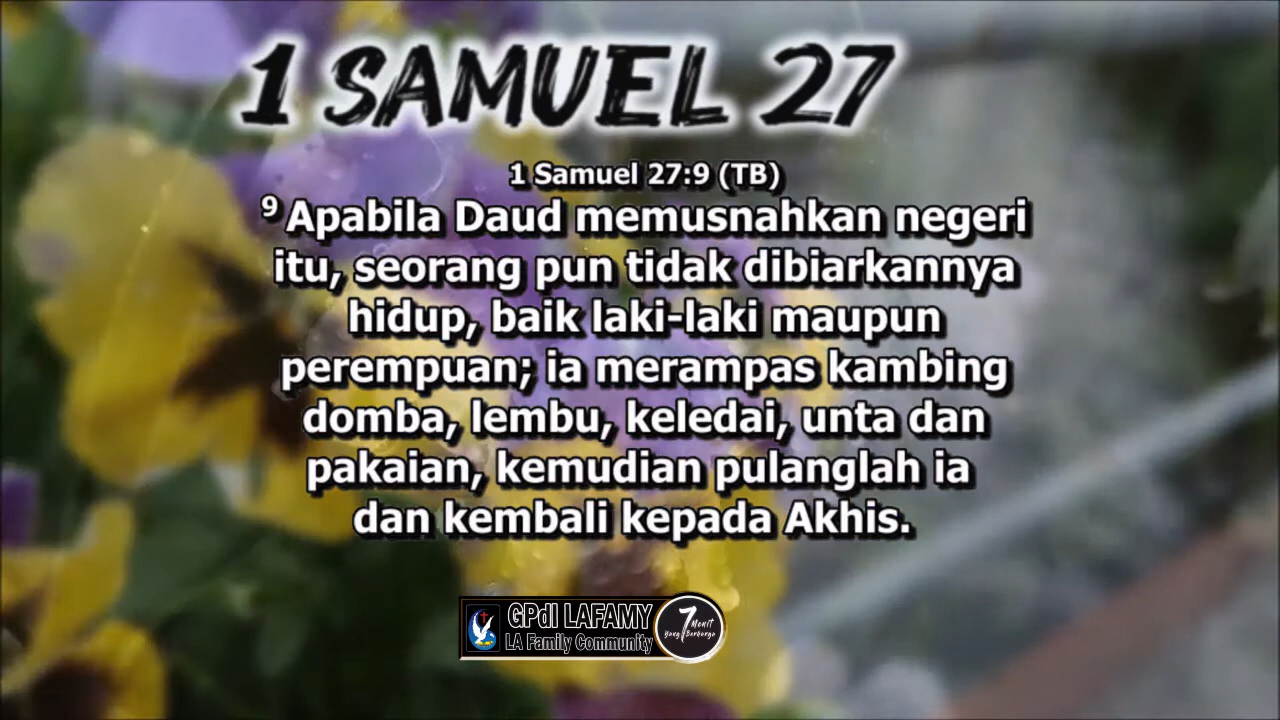 1 SAMUEL 27
1 Samuel 27:9 (TB)
9 Apabila Daud memusnahkan negeri
itu, seorang pun tidak dibiarkannya
hidup, baik laki-laki maupun
perempuan; ia merampas kambing
domba, lembu, keledai, unta dan
pakaian, kemudian pulanglah ia
dan kembali kepada Akhis.
GPdI LAFAMY
LA Family Community
7 Menit
Yang Berharga